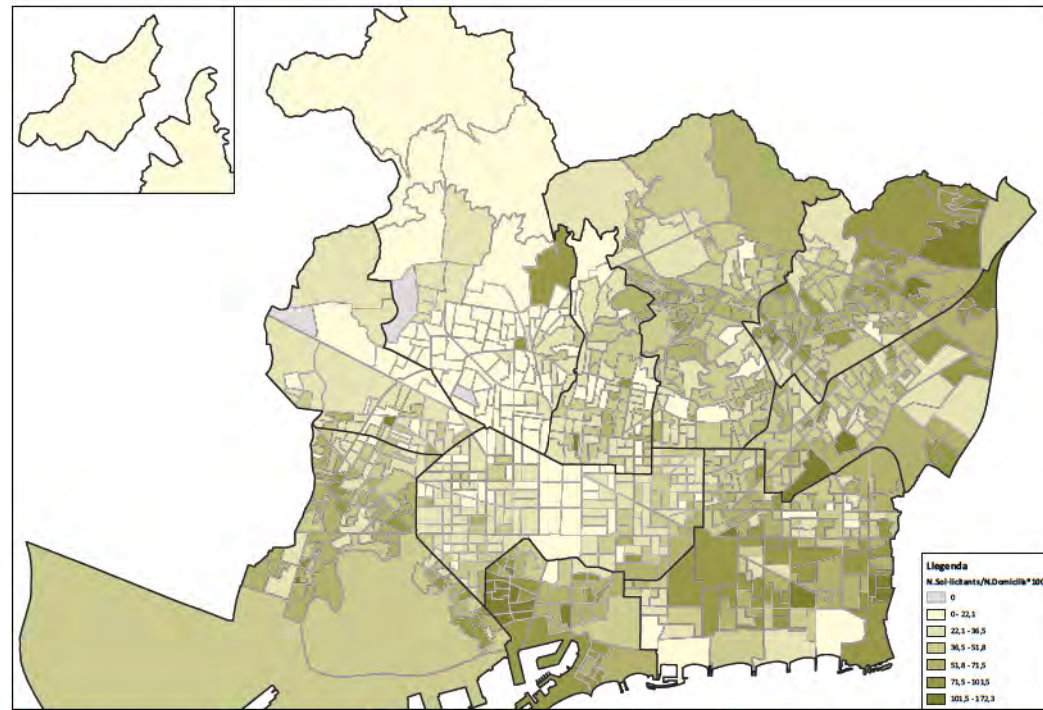 Llegenda
N.Sol·licitants/N.Domicilis*100
0
0 - 22,1
22,1 - 36,5
36,5 - 51,8
51,8 - 71,5
71,5 - 101,5
101,5 - 172,3